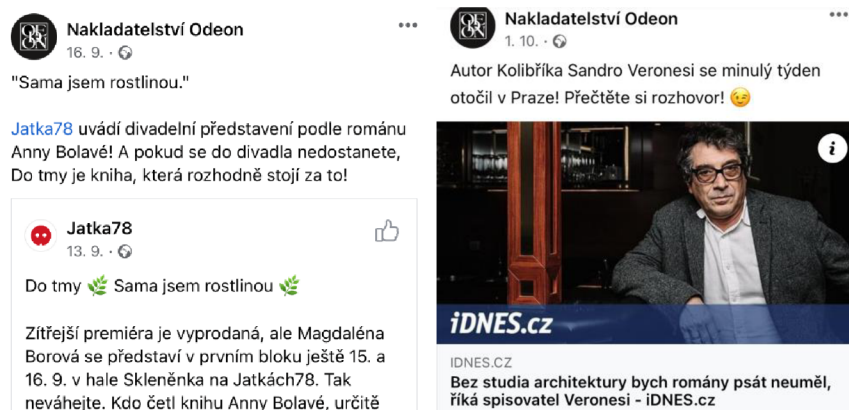 Nakladatelství Odeon
16. 9.
"Sama jsem rostlinou."
Jatka78 uvádí divadelní představení podle románu
Anny Bolavé! A pokud se do divadla nedostanete,
Do tmy je kniha, která rozhodně stojí za to!
Jatka78
13. 9.
Do tmy 🌿 Sama jsem rostlinou 🌿
Zítřejší premiéra je vyprodaná, ale Magdaléna
Borová se představí v prvním bloku ještě 15. a
16. 9. v hale Skleněnka na Jatkách78. Tak
neváhejte. Kdo četl knihu Anny Bolavé, určitě
Nakladatelství Odeon
1. 10.
Autor Kolibříka Sandro Veronesi se minulý týden
otočil v Praze! Přečtěte si rozhovor! 😉
iDNES.cz
IDNES.CZ
Bez studia architektury bych romány psát neuměl,
říká spisovatel Veronesi - iDNES.cz